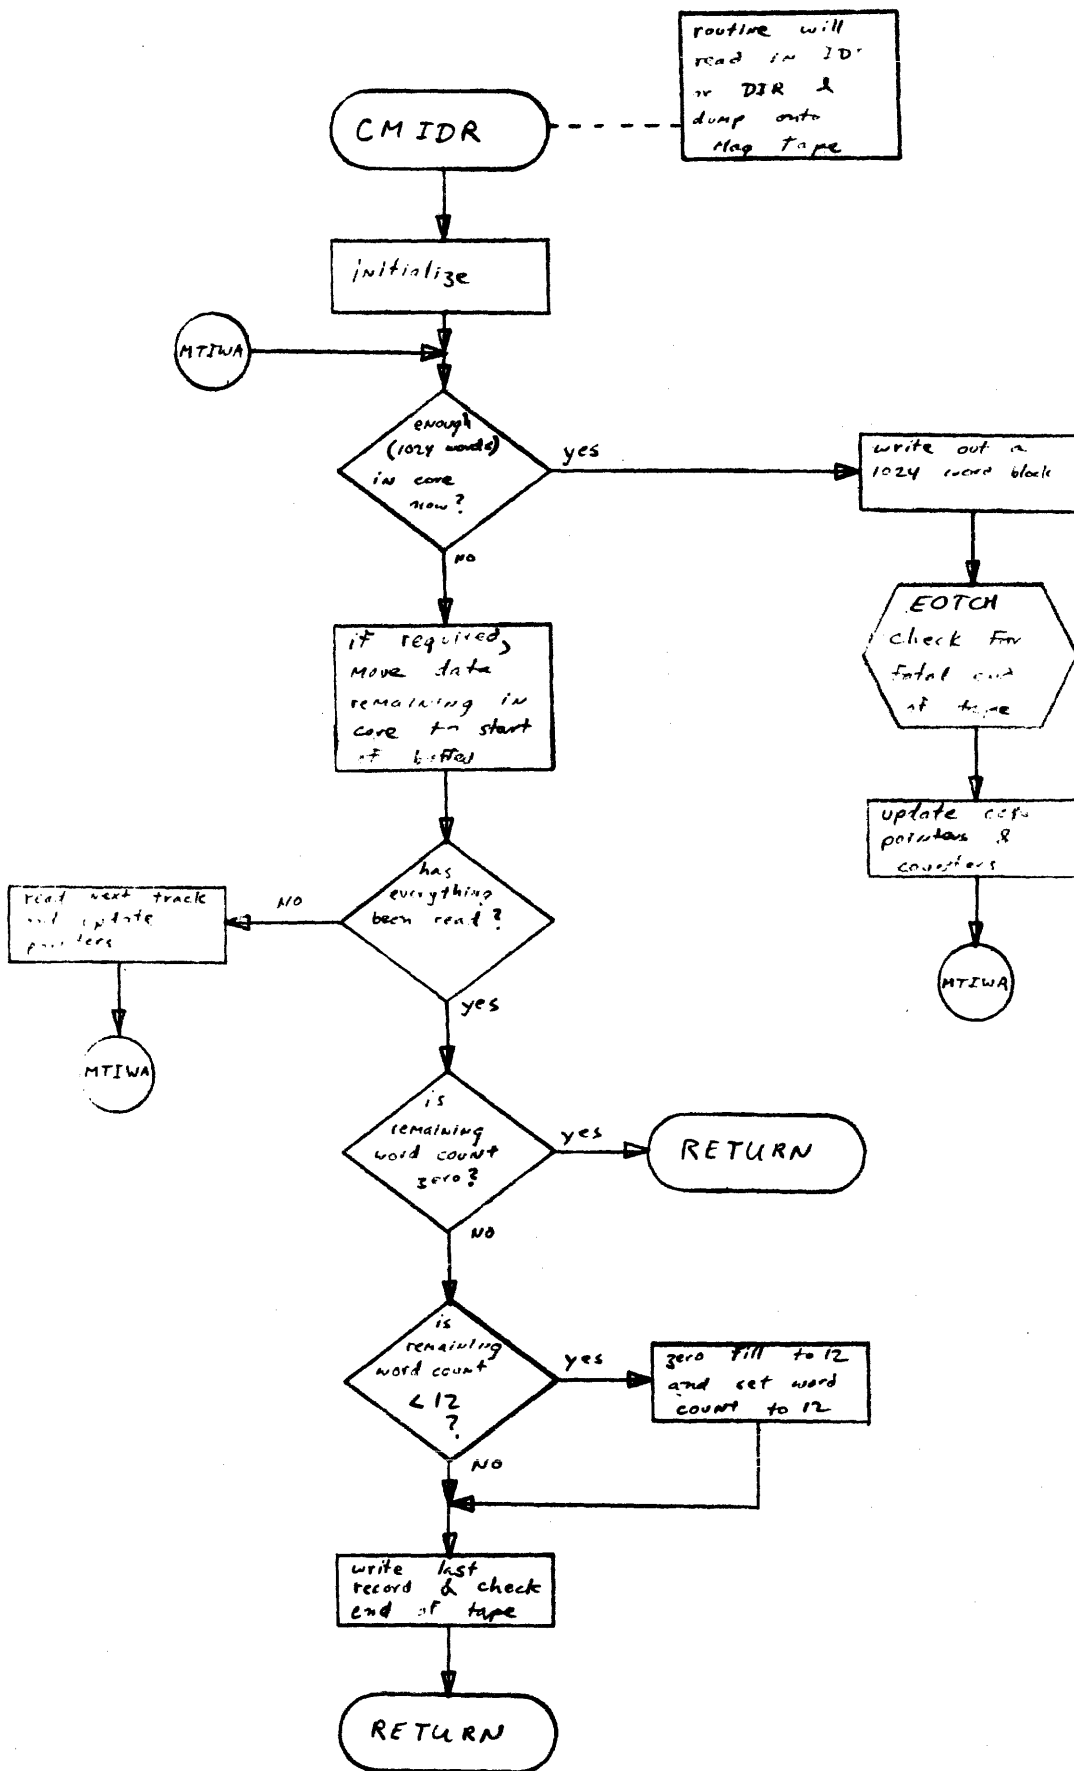 routine will
read in ID
or DIR &
dump onto
Mag tape
CMIDR
initialize
MTIWA
enough
(1024 words)
in core
now?
yes
write out a
1024 word block
NO
EOTCH
check for
fatal end
of tape
if required,
move data
remaining in
core to start
of buffer
update core
pointers &
counters
has
everything
been read?
NO
read next track
and update
pointers
MTIWA
yes
MTIWA
is
remaining
word count
zero?
yes
RETURN
NO
is
remaining
word count
< 12
?
yes
zero fill to 12
and set word
count to 12
NO
write last
record & check
end of tape
RETURN